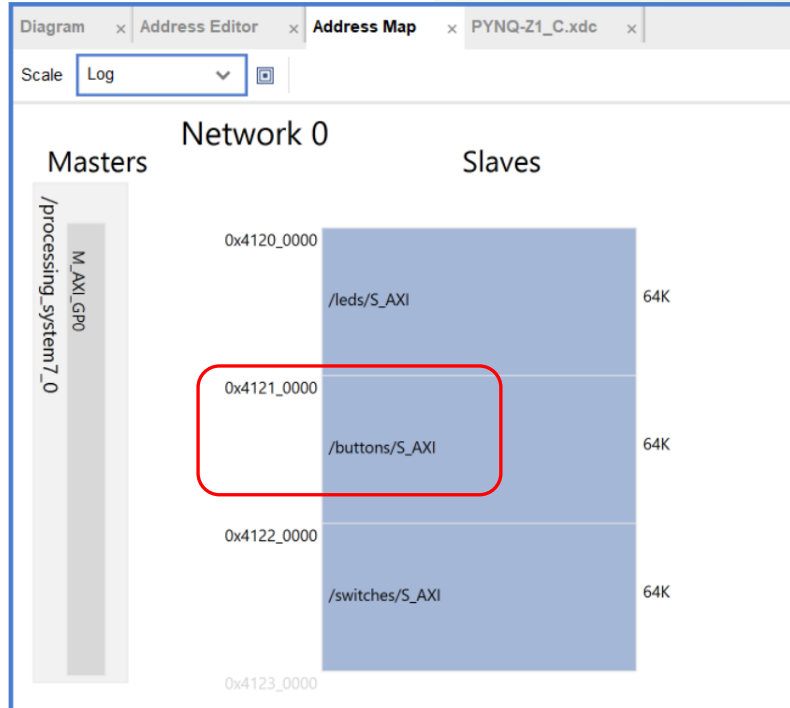 Diagram × Address Editor × Address Map × PYNQ-Z1_C.xdc ×
Scale Log
Network 0
Masters Slaves
/processing_system7_0
M_AXI_GP0
0x4120_0000
/leds/S_AXI 64K
0x4121_0000
/buttons/S_AXI 64K
0x4122_0000
/switches/S_AXI 64K
0x4123_0000